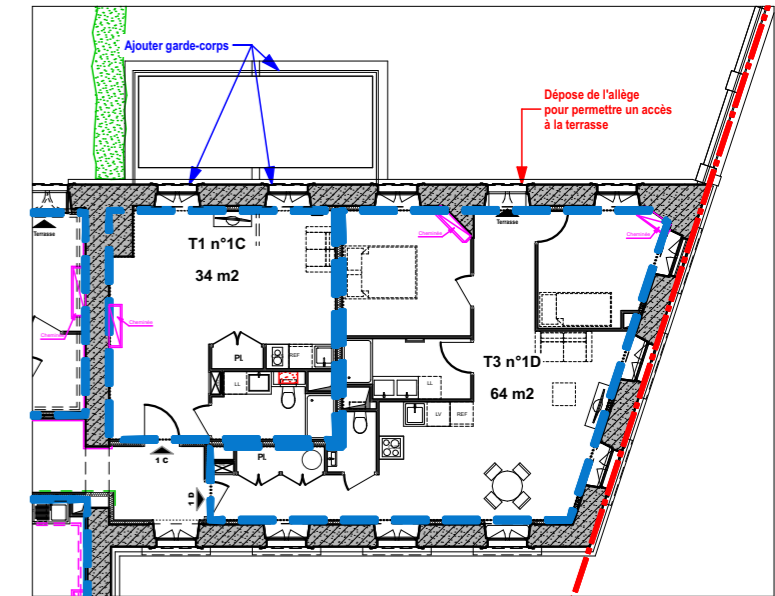 Ajouter garde-corps
Dépose de l'allège
pour permettre un accès
à la terrasse
Terrasse
Terrasse
Cheminée
Cheminée
T1 n°1C
34 m2
Cheminée
Cheminée
PL
REF
T3 n°1D
64 m2
LL
LL
LV
REF
PL
1 C
1 D